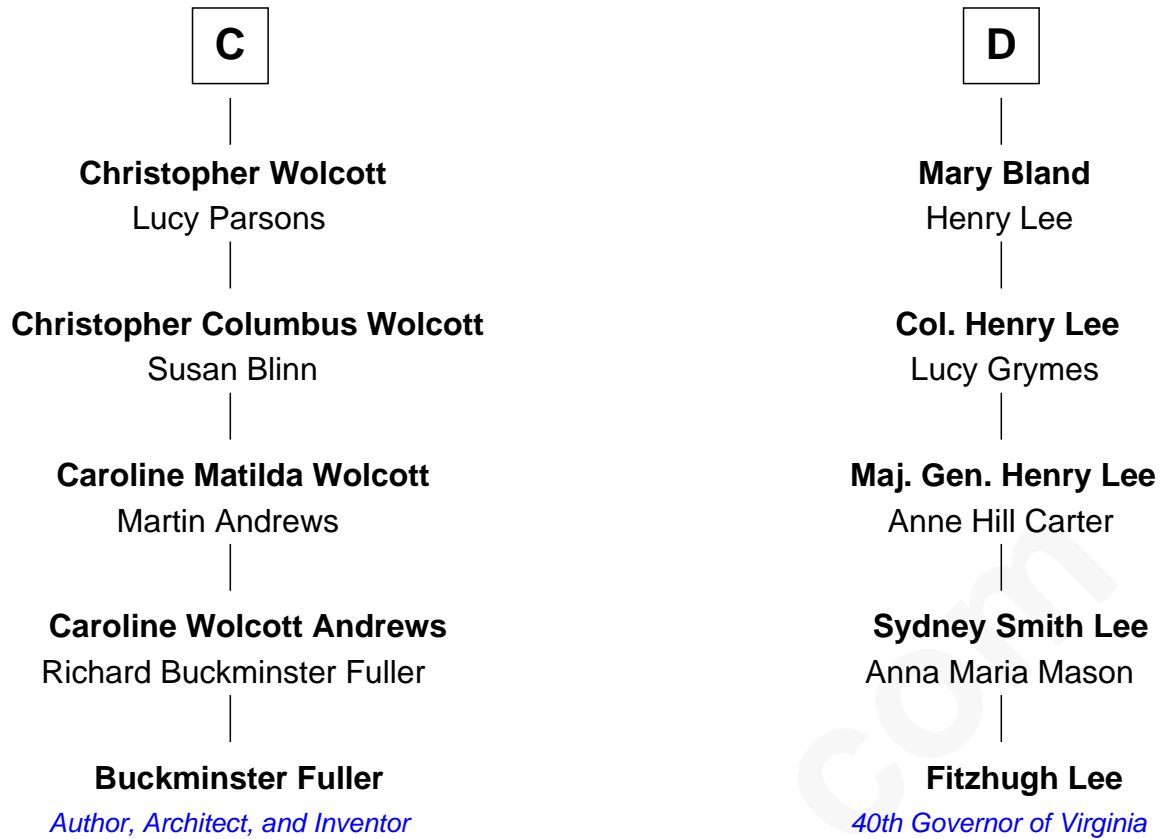 C
Christopher Wolcott
Lucy Parsons
Christopher Columbus Wolcott
Susan Blinn
Caroline Matilda Wolcott
Martin Andrews
Caroline Wolcott Andrews
Richard Buckminster Fuller
Buckminster Fuller
Author, Architect, and Inventor
D
Mary Bland
Henry Lee
Col. Henry Lee
Lucy Grymes
Maj. Gen. Henry Lee
Anne Hill Carter
Sydney Smith Lee
Anna Maria Mason
Fitzhugh Lee
40th Governor of Virginia
com